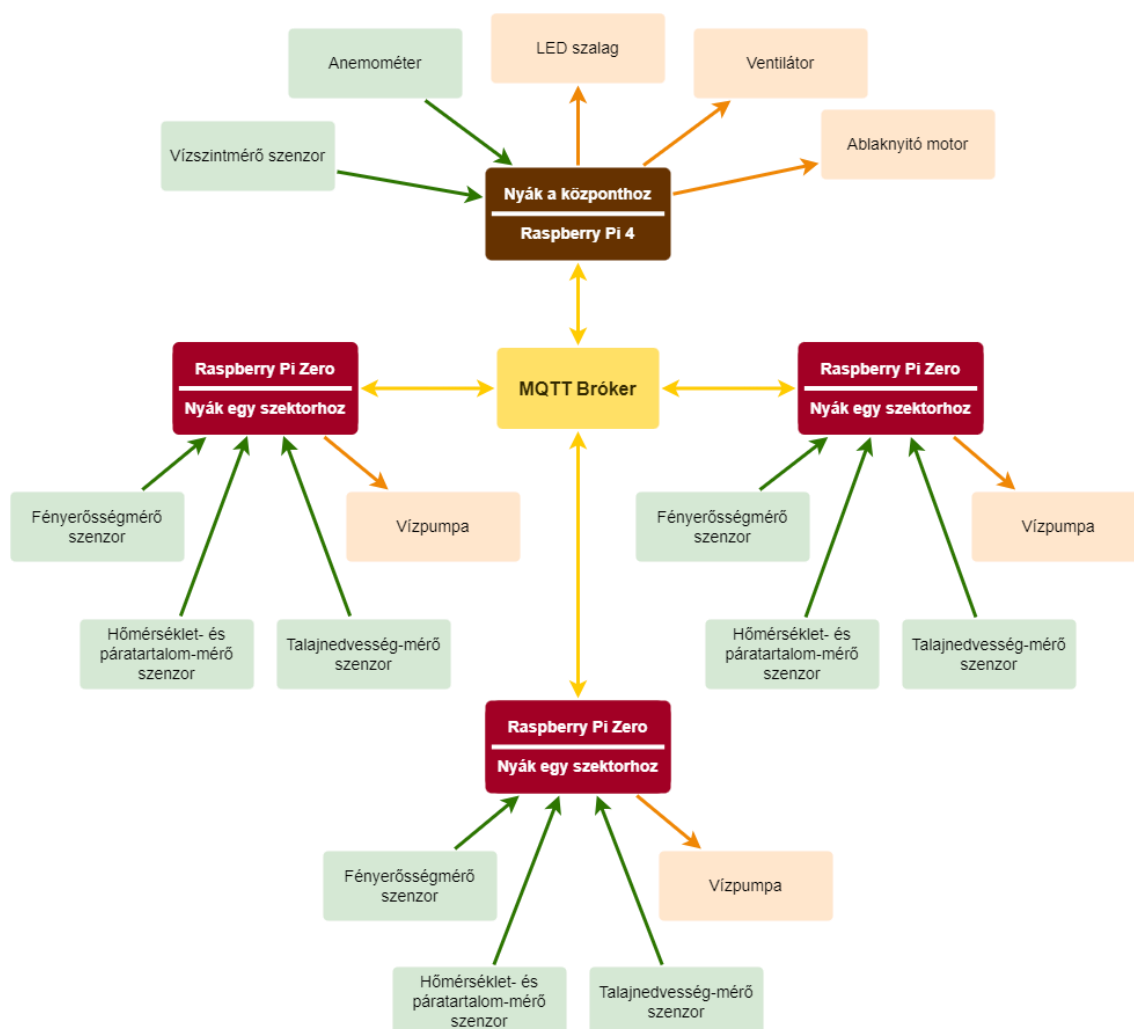 LED szalag
Anemométer
Ventilátor
Ablaknyitó motor
Vízszintmérő szenzor
Nyák a központhoz
Raspberry Pi 4
Raspberry Pi Zero
Nyák egy szektorhoz
MQTT Bróker
Raspberry Pi Zero
Nyák egy szektorhoz
Fényerősségmérő
szenzor
Vízpumpa
Hőmérséklet- és
páratartalom-mérő
szenzor
Talajnedvesség-mérő
szenzor
Fényerősségmérő
szenzor
Vízpumpa
Hőmérséklet- és
páratartalom-mérő
szenzor
Talajnedvesség-mérő
szenzor
Raspberry Pi Zero
Nyák egy szektorhoz
Fényerősségmérő
szenzor
Vízpumpa
Hőmérséklet- és
páratartalom-mérő
szenzor
Talajnedvesség-mérő
szenzor